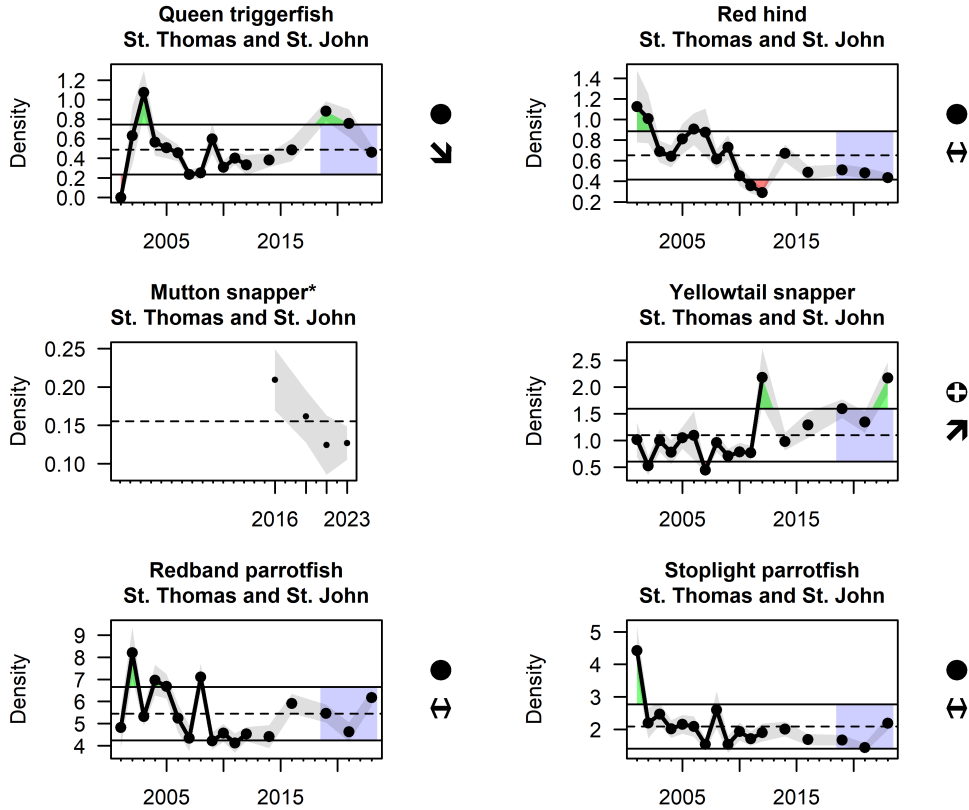 Queen triggerfish
St. Thomas and St. John
Density
1.2
1.0
0.8
0.6
0.4
0.2
0.0
2005 2015
Red hind
St. Thomas and St. John
Density
1.4
1.2
1.0
0.8
0.6
0.4
0.2
2005 2015
Mutton snapper*
St. Thomas and St. John
Density
0.25
0.20
0.15
0.10
2016 2023
Yellowtail snapper
St. Thomas and St. John
Density
2.5
2.0
1.5
1.0
0.5
2005 2015
Redband parrotfish
St. Thomas and St. John
Density
9
8
7
6
5
4
2005 2015
Stoplight parrotfish
St. Thomas and St. John
Density
5
4
3
2
2005 2015